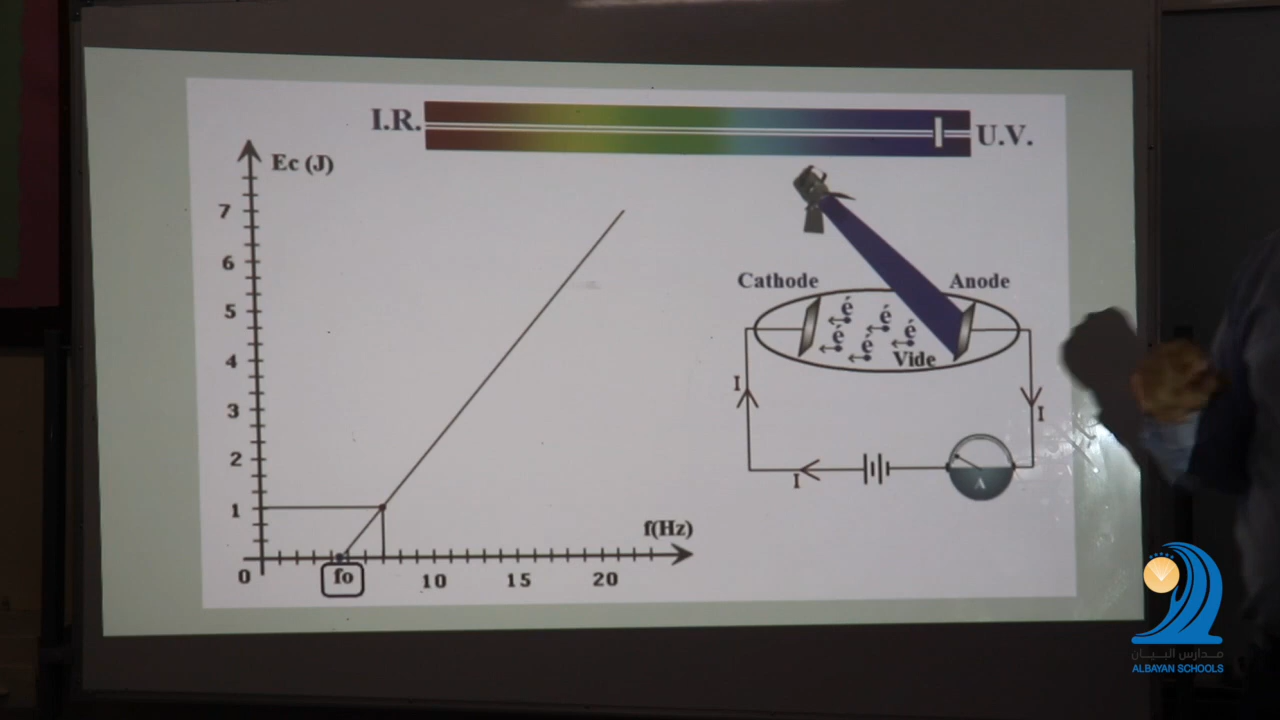 I.R.
U.V.
Ec (J)
7
6
5
4
3
2
1
0
fo
10
15
20
f(Hz)
Cathode
Anode
é
é
é
é
é
Vide
I
I
I
A
مدارس البيان
ALBAYAN SCHOOLS